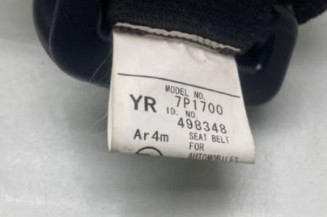 MODEL NO.
YR 7P1700
ID. NO.
498348
Ar4m SEAT BELT
FOR
AUTOMOBILES